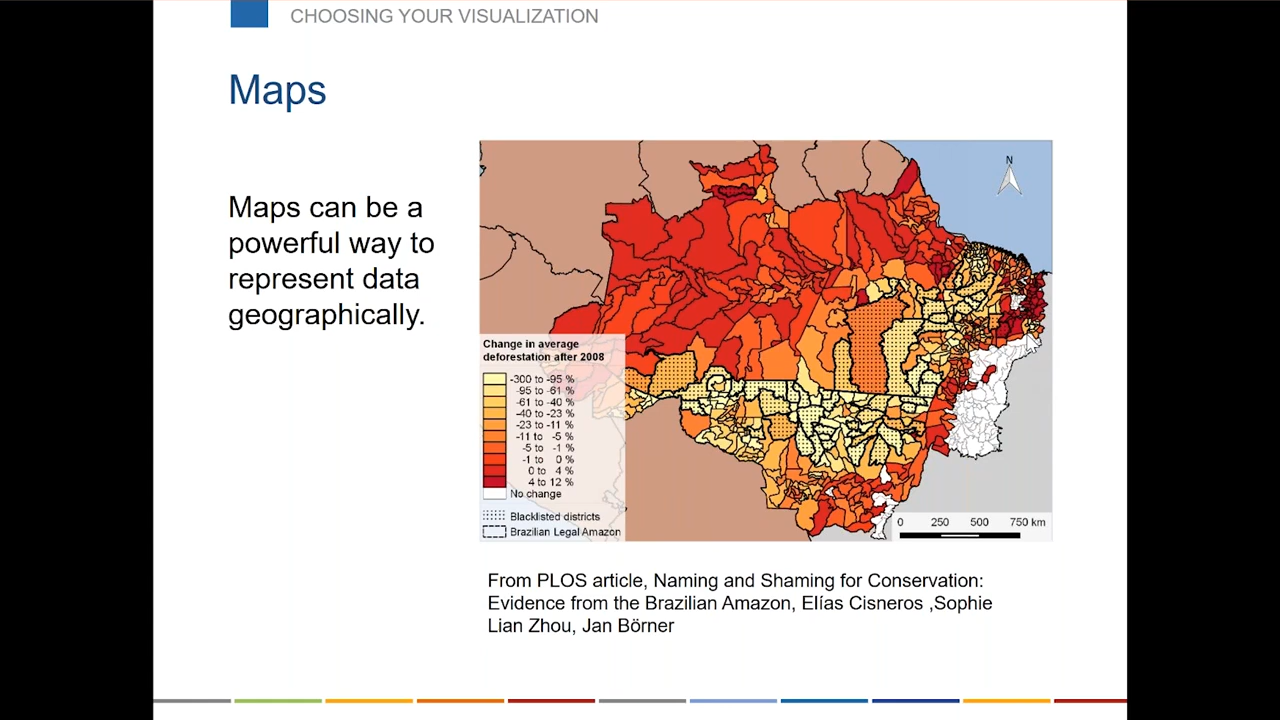 CHOOSING YOUR VISUALIZATION
Maps
Maps can be a
powerful way to
represent data
geographically.
N
Change in average
deforestation after 2008
-300 to -95 %
-95 to -61 %
-61 to -40 %
-40 to -23 %
-23 to -11 %
-11 to -5 %
-5 to -1 %
-1 to 0 %
0 to 4 %
4 to 12 %
No change
Blacklisted districts
Brazilian Legal Amazon
0 250 500 750 km
From PLOS article, Naming and Shaming for Conservation:
Evidence from the Brazilian Amazon, Elías Cisneros ,Sophie
Lian Zhou, Jan Börner